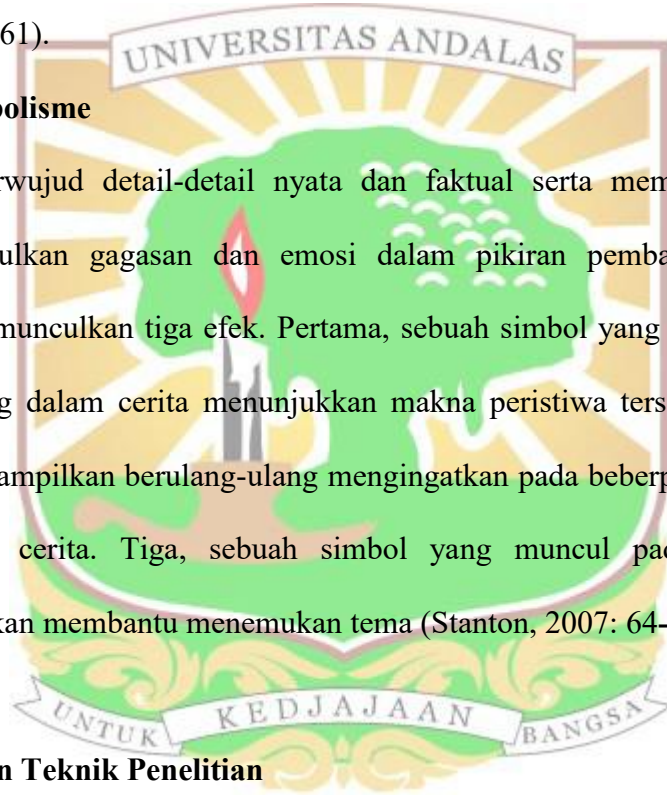 61).
UNIVERSITAS ANDALAS
bolisme
rwujud detail-detail nyata dan faktual serta mem
ulkan gagasan dan emosi dalam pikiran pemba
munculkan tiga efek. Pertama, sebuah simbol yang
g dalam cerita menunjukkan makna peristiwa ters
ampilkan berulang-ulang mengingatkan pada beberp
cerita. Tiga, sebuah simbol yang muncul pad
kan membantu menemukan tema (Stanton, 2007: 64-
UNTUK KEDJAJAAN BANGSA
n Teknik Penelitian